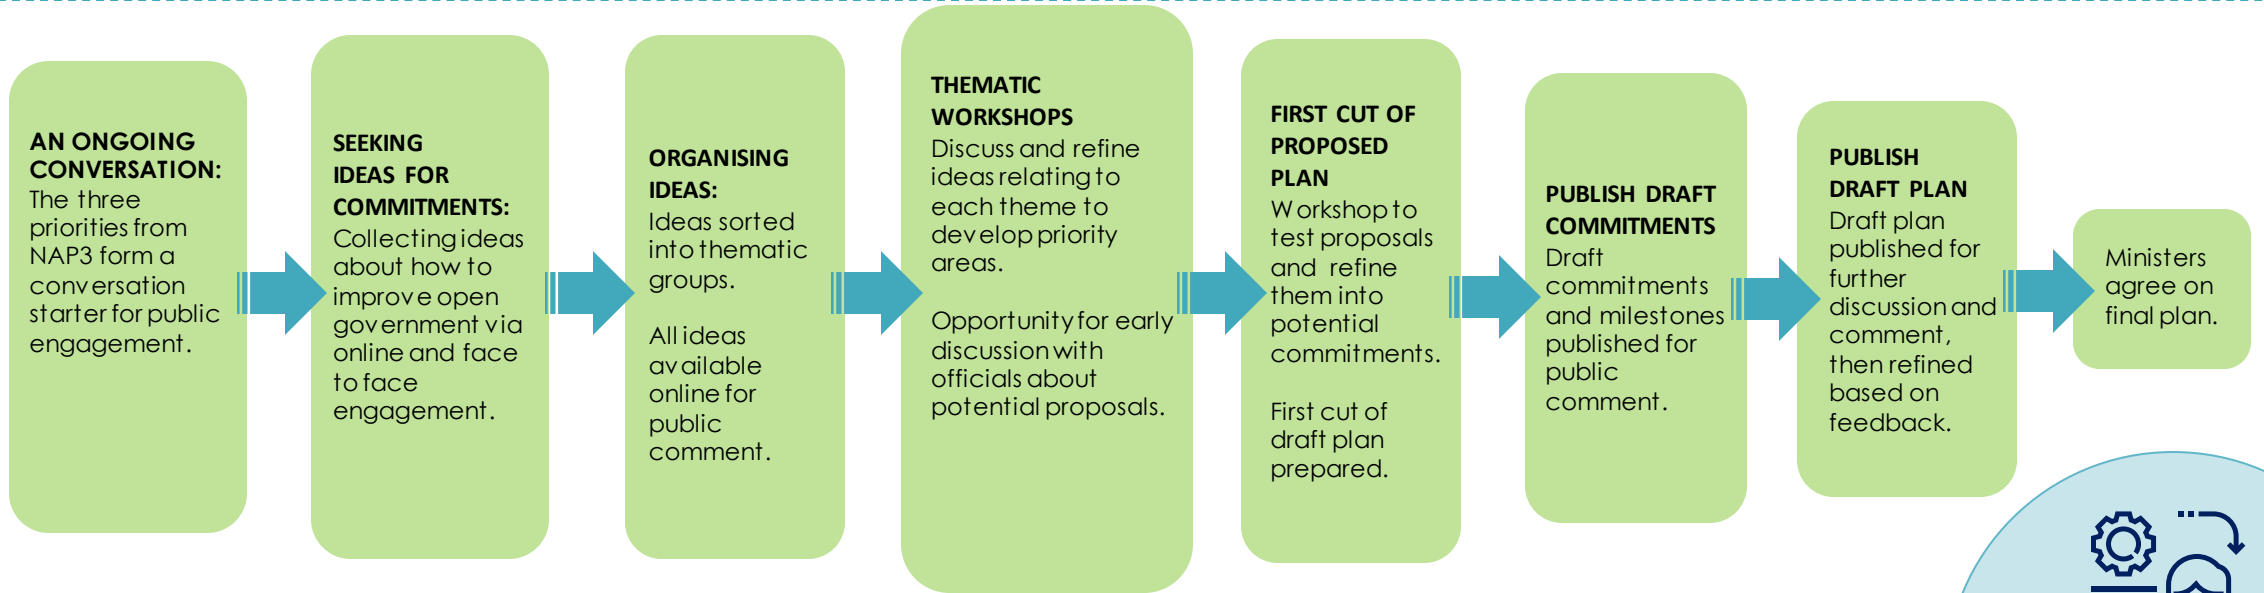 AN ONGOING
CONVERSATION:
The three
priorities from
NAP3 form a
conversation
starter for public
engagement.
SEEKING
IDEAS FOR
COMMITMENTS:
Collecting ideas
about how to
improve open
government via
online and face
to face
engagement.
ORGANISING
IDEAS:
Ideas sorted
into thematic
groups.
All ideas
available
online for
public
comment.
THEMATIC
WORKSHOPS
Discuss and refine
ideas relating to
each theme to
develop priority
areas.
Opportunity for early
discussion with
officials about
potential proposals.
FIRST CUT OF
PROPOSED
PLAN
Workshop to
test proposals
and refine
them into
potential
commitments.
First cut of
draft plan
prepared.
PUBLISH DRAFT
COMMITMENTS
Draft
commitments
and milestones
published for
public
comment.
PUBLISH
DRAFT PLAN
Draft plan
published for
further
discussion and
comment,
then refined
based on
feedback.
Ministers
agree on
final plan.